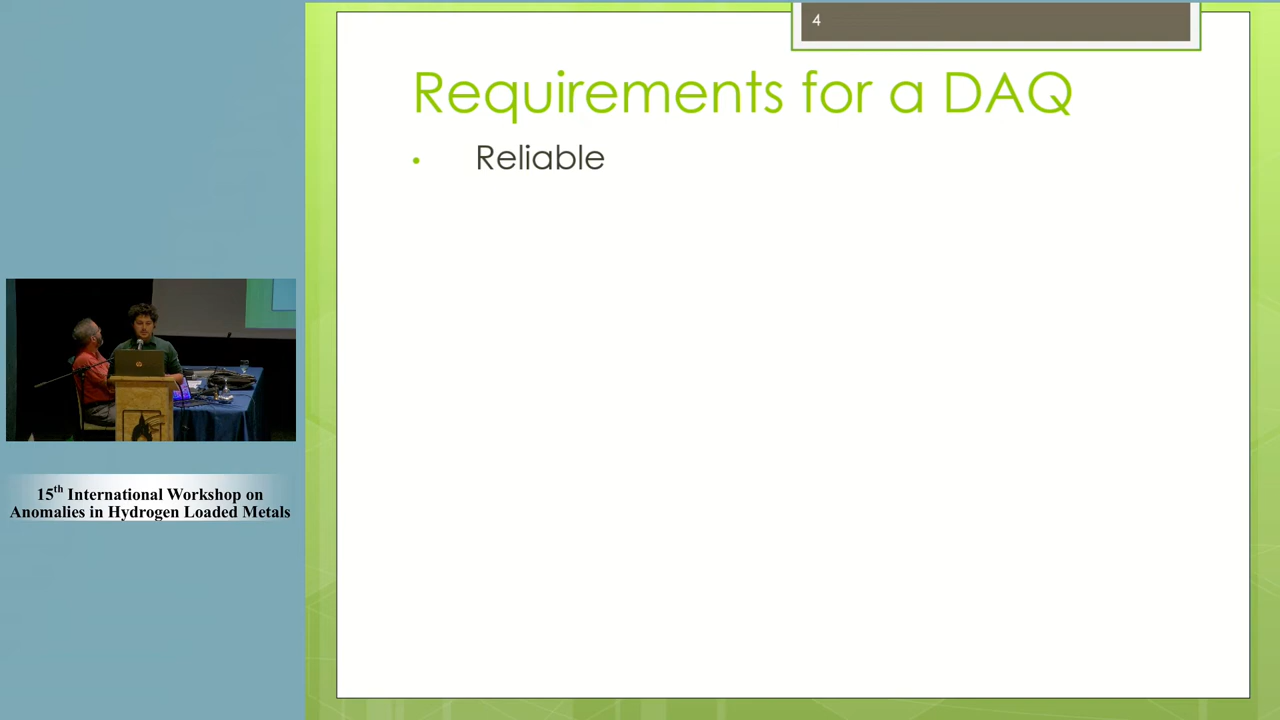 4
Requirements for a DAQ
• Reliable
15th International Workshop on
Anomalies in Hydrogen Loaded Metals